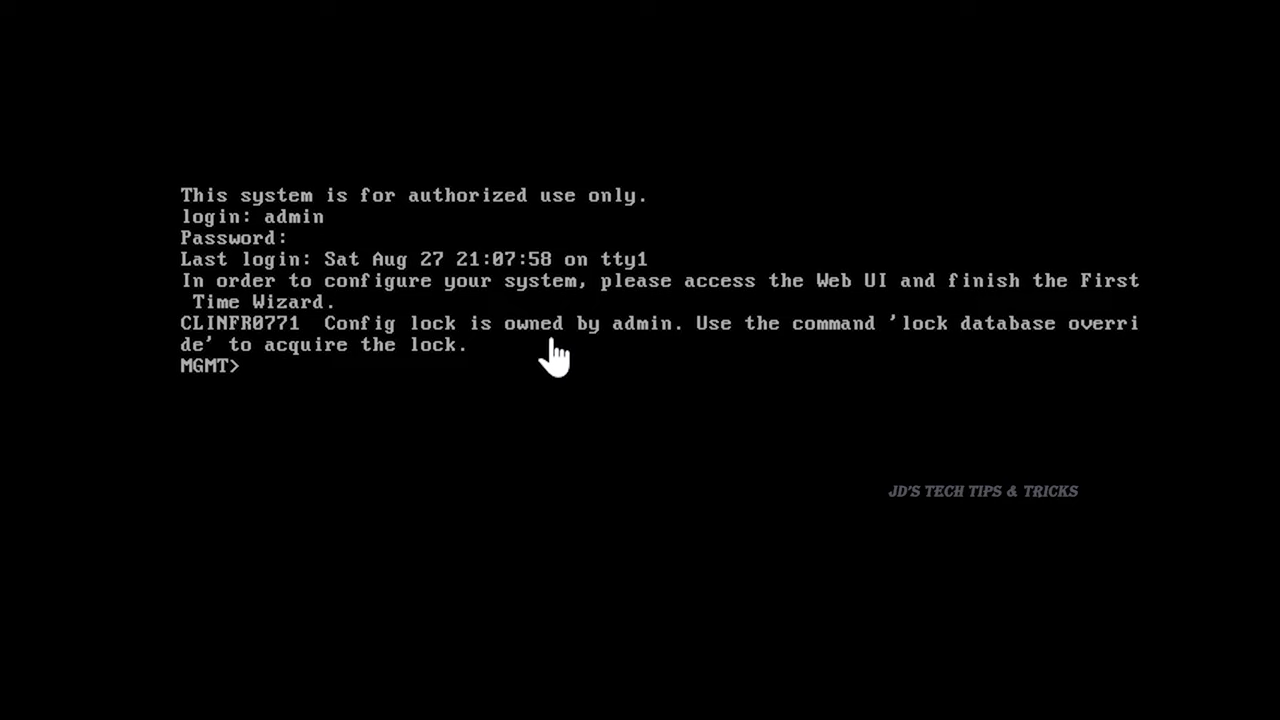 This system is for authorized use only.
login: admin
Password:
Last login: Sat Aug 27 21:07:58 on tty1
In order to configure your system, please access the Web UI and finish the First
 Time Wizard.
CLINFR0771  Config lock is owned by admin. Use the command 'lock database overri
de' to acquire the lock.
MGMT>
JD'S TECH TIPS & TRICKS